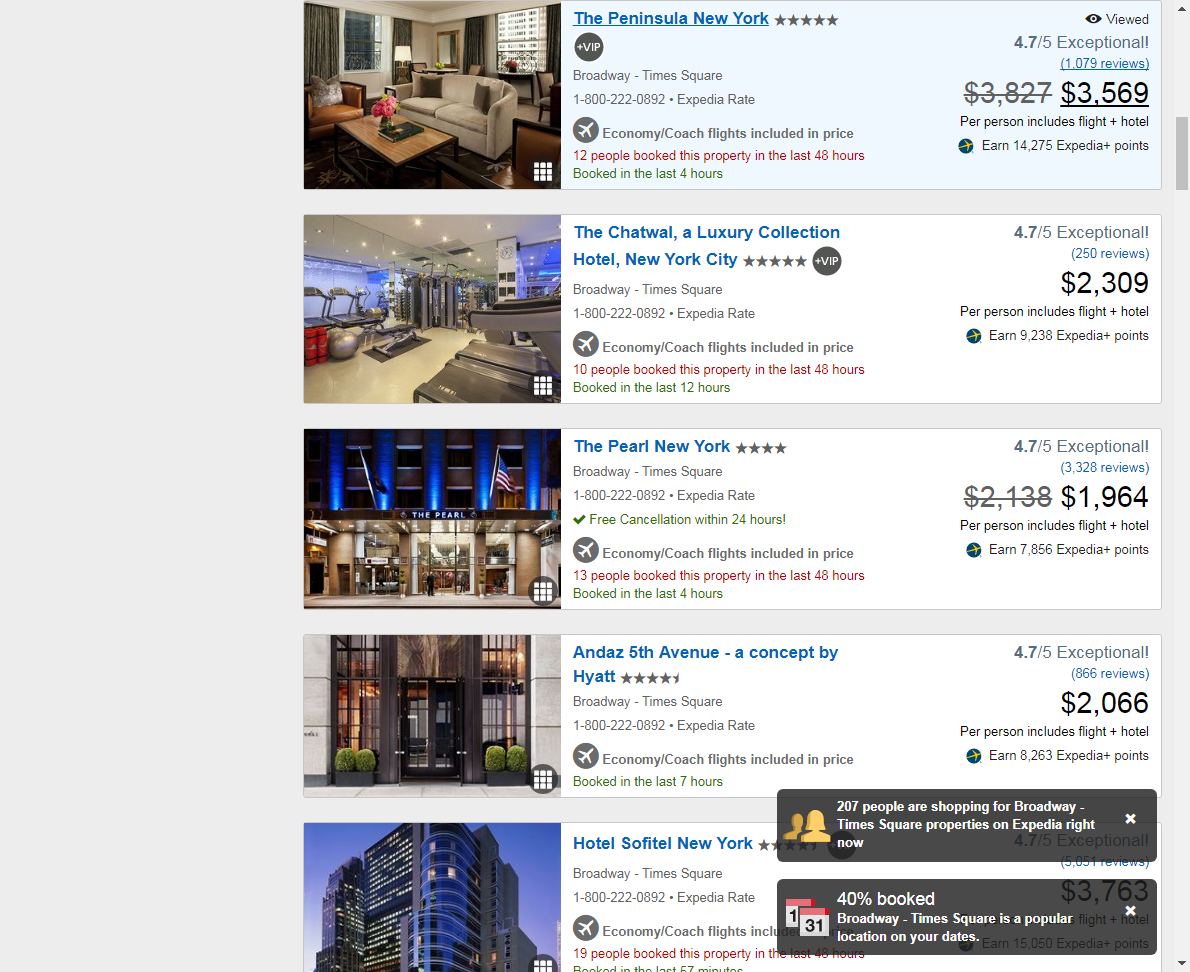 The Peninsula New York
+VIP
Broadway - Times Square
1-800-222-0892 • Expedia Rate
Economy/Coach flights included in price
12 people booked this property in the last 48 hours
Booked in the last 4 hours
Viewed
4.7/5 Exceptional!
(1,079 reviews)
$3,827 $3,569
Per person includes flight + hotel
Earn 14,275 Expedia+ points
The Chatwal, a Luxury Collection
Hotel, New York City +VIP
Broadway - Times Square
1-800-222-0892 • Expedia Rate
Economy/Coach flights included in price
10 people booked this property in the last 48 hours
Booked in the last 12 hours
4.7/5 Exceptional!
(250 reviews)
$2,309
Per person includes flight + hotel
Earn 9,238 Expedia+ points
THE PEARL
The Pearl New York
Broadway - Times Square
1-800-222-0892 • Expedia Rate
Free Cancellation within 24 hours!
Economy/Coach flights included in price
13 people booked this property in the last 48 hours
Booked in the last 4 hours
4.7/5 Exceptional!
(3,328 reviews)
$2,138 $1,964
Per person includes flight + hotel
Earn 7,856 Expedia+ points
Andaz 5th Avenue - a concept by
Hyatt
Broadway - Times Square
1-800-222-0892 • Expedia Rate
Economy/Coach flights included in price
Booked in the last 7 hours
4.7/5 Exceptional!
(866 reviews)
$2,066
Per person includes flight + hotel
Earn 8,263 Expedia+ points
Hotel Sofitel New York
Broadway - Times Square
1-800-222-0892 • Expedia Rate
Economy/Coach flights included in price
19 people booked this property in the last 48 hours
Booked in the last 57 minutes
4.7/5 Exceptional!
(5,051 reviews)
$3,763
flight + hotel
Earn 15,050 Expedia+ points
207 people are shopping for Broadway -
Times Square properties on Expedia right
now
1
31
40% booked
Broadway - Times Square is a popular
location on your dates.